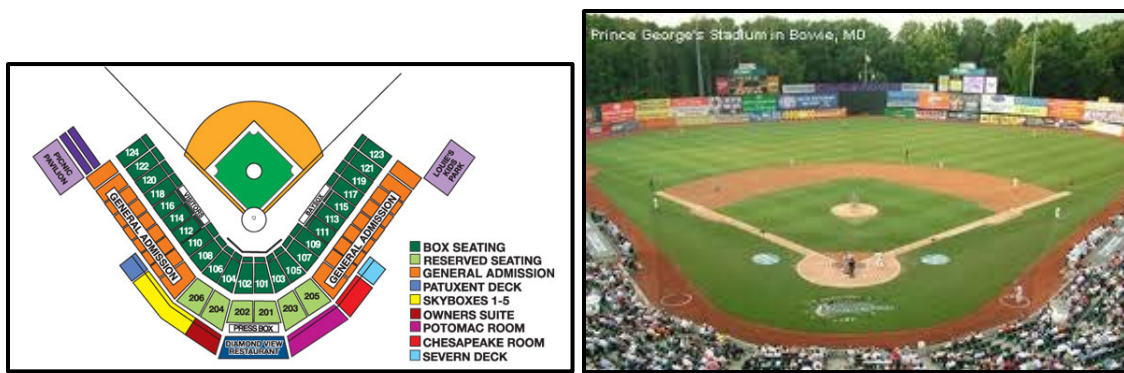 124
122
120
118
116
114
112
110
108
106
104
102
101
103
105
107
109
111
113
115
117
119
121
123
206
204
202
201
203
205
PICNIC
PAVILION
LOUIE'S
KIDS
PARK
VISITORS
BAYSOX
GENERAL ADMISSION
GENERAL ADMISSION
PRESS BOX
DIAMOND VIEW
RESTAURANT
BOX SEATING
RESERVED SEATING
GENERAL ADMISSION
PATUXENT DECK
SKYBOXES 1-5
OWNERS SUITE
POTOMAC ROOM
CHESAPEAKE ROOM
SEVERN DECK
Prince George's Stadium in Bowie, MD